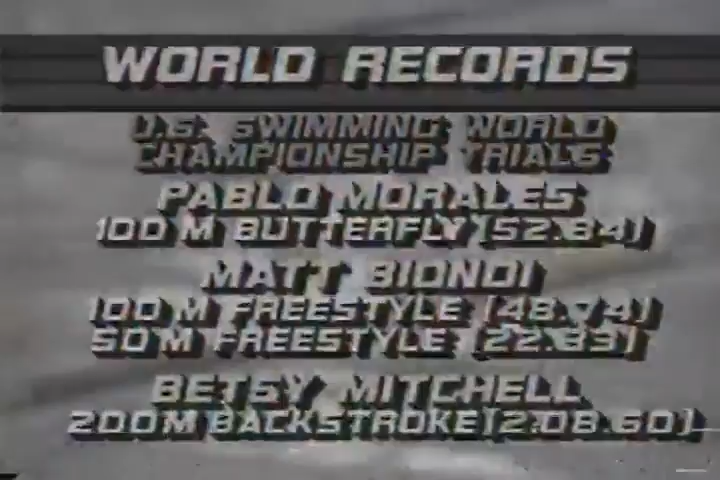 WORLD RECORDS
U.S. SWIMMING WORLD
CHAMPIONSHIP TRIALS
PABLO MORALES
100 M BUTTERFLY (52.84)
MATT BIONDI
100 M FREESTYLE (48.74)
50 M FREESTYLE (22.33)
BETSY MITCHELL
200M BACKSTROKE (2:08.60)